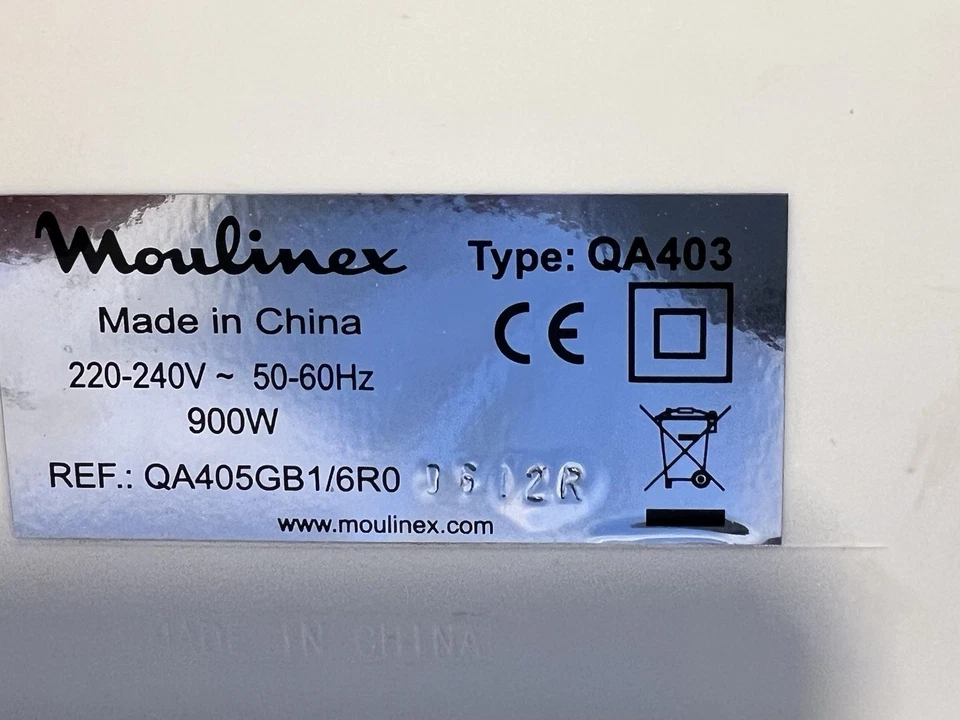 Moulinex
Type: QA403
Made in China
CE
220-240V ~ 50-60Hz
900W
REF.: QA405GB1/6R0
www.moulinex.com
MADE IN CHINA